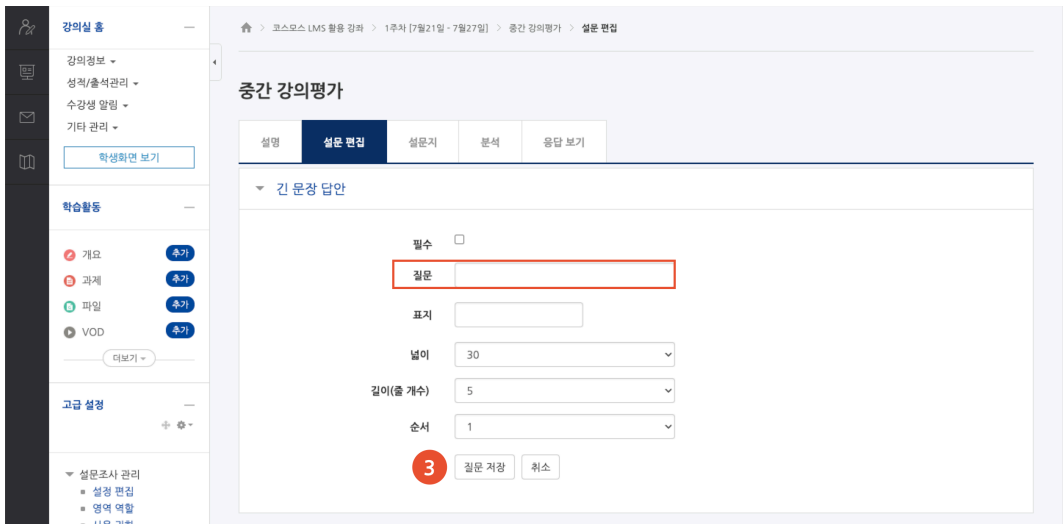 강의실 홈
강의정보
성적/출석관리
수강생 알림
기타 관리
학생화면 보기
학습활동
개요 추가
과제 추가
파일 추가
VOD 추가
더보기
고급 설정
설문조사 관리
설정 편집
영역 역할
코스모스 LMS 활용 강좌 > 1주차 [7월21일 - 7월27일] > 중간 강의평가 > 설문 편집
중간 강의평가
설명 설문 편집 설문지 분석 응답 보기
긴 문장 답안
필수
질문
표지
넓이 30
길이(줄 개수) 5
순서 1
3 질문 저장 취소